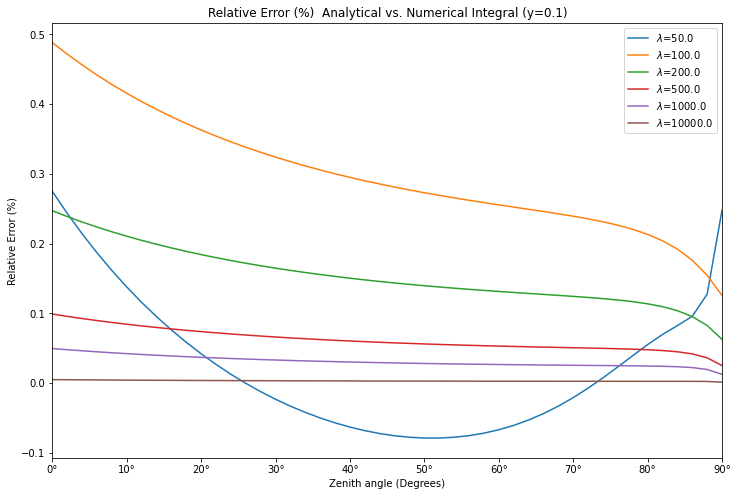 Relative Error (%)  Analytical vs. Numerical Integral (y=0.1)
λ=50.0
λ=100.0
λ=200.0
λ=500.0
λ=1000.0
λ=10000.0
Relative Error (%)
0.5
0.4
0.3
0.2
0.1
0.0
−0.1
0° 10° 20° 30° 40° 50° 60° 70° 80° 90°
Zenith angle (Degrees)